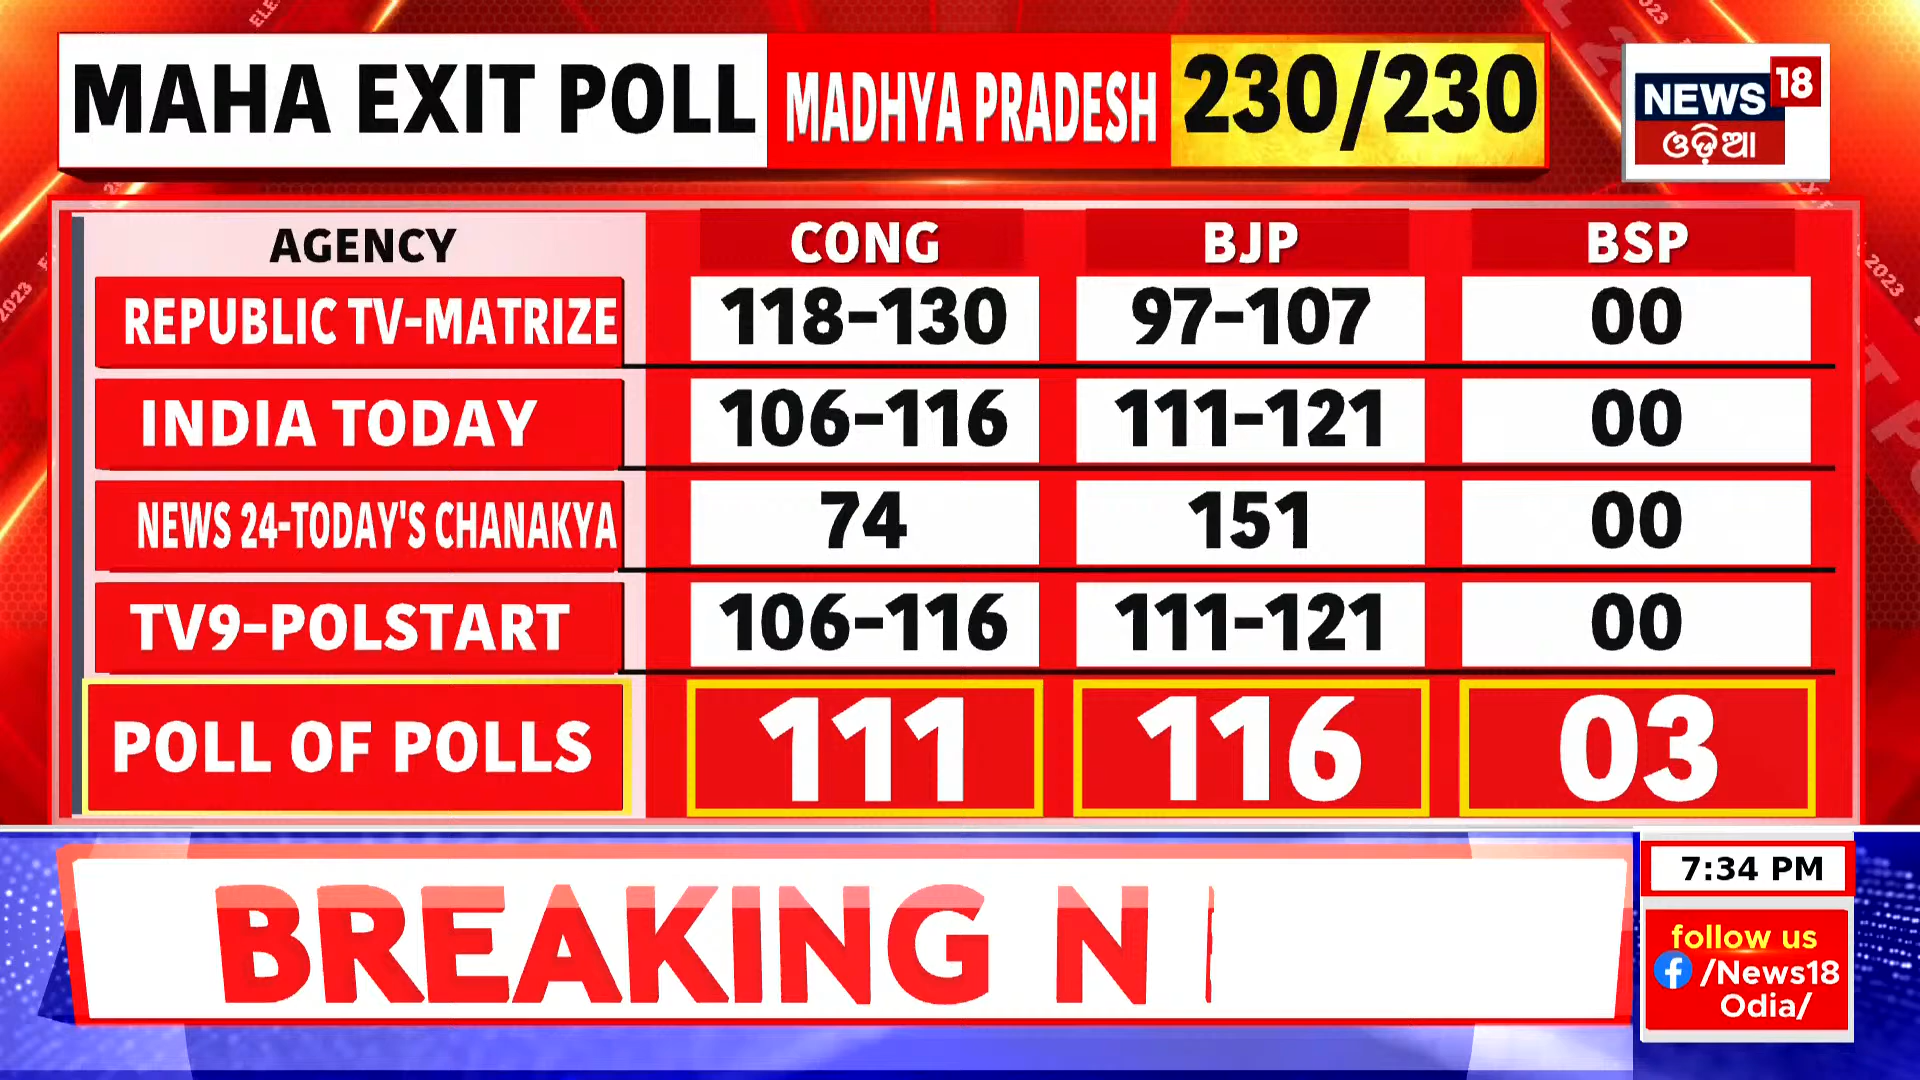 MAHA EXIT POLL MADHYA PRADESH 230/230
NEWS 18
ଓଡ଼ିଆ
AGENCY CONG BJP BSP
REPUBLIC TV-MATRIZE 118-130 97-107 00
INDIA TODAY 106-116 111-121 00
NEWS 24-TODAY'S CHANAKYA 74 151 00
TV9-POLSTART 106-116 111-121 00
POLL OF POLLS 111 116 03
BREAKING N
7:34 PM
follow us
/News18
Odia/
2023
2023